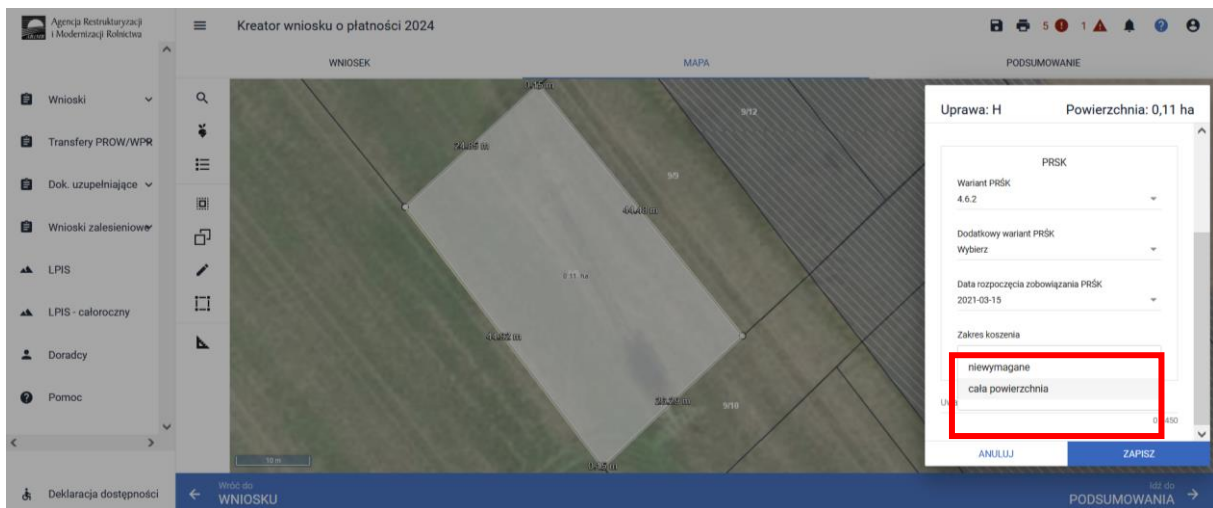 Agencja Restrukturyzacji
i Modernizacji Rolnictwa
Kreator wniosku o płatności 2024
5
1
WNIOSEK
MAPA
PODSUMOWANIE
Wnioski
Transfery PROW/WPR
Dok. uzupełniające
Wnioski zalesieniowe
LPIS
LPIS - całoroczny
Doradcy
Pomoc
Deklaracja dostępności
9/12
9/9
0.11 ha
9/10
10 m
Uprawa: H
Powierzchnia: 0,11 ha
PRSK
Wariant PRŚK
4.6.2
Dodatkowy wariant PRŚK
Wybierz
Data rozpoczęcia zobowiązania PRŚK
2021-03-15
Zakres koszenia
niewymagane
cała powierzchnia
ANULUJ
ZAPISZ
Wróć do
WNIOSKU
Idź do
PODSUMOWANIA